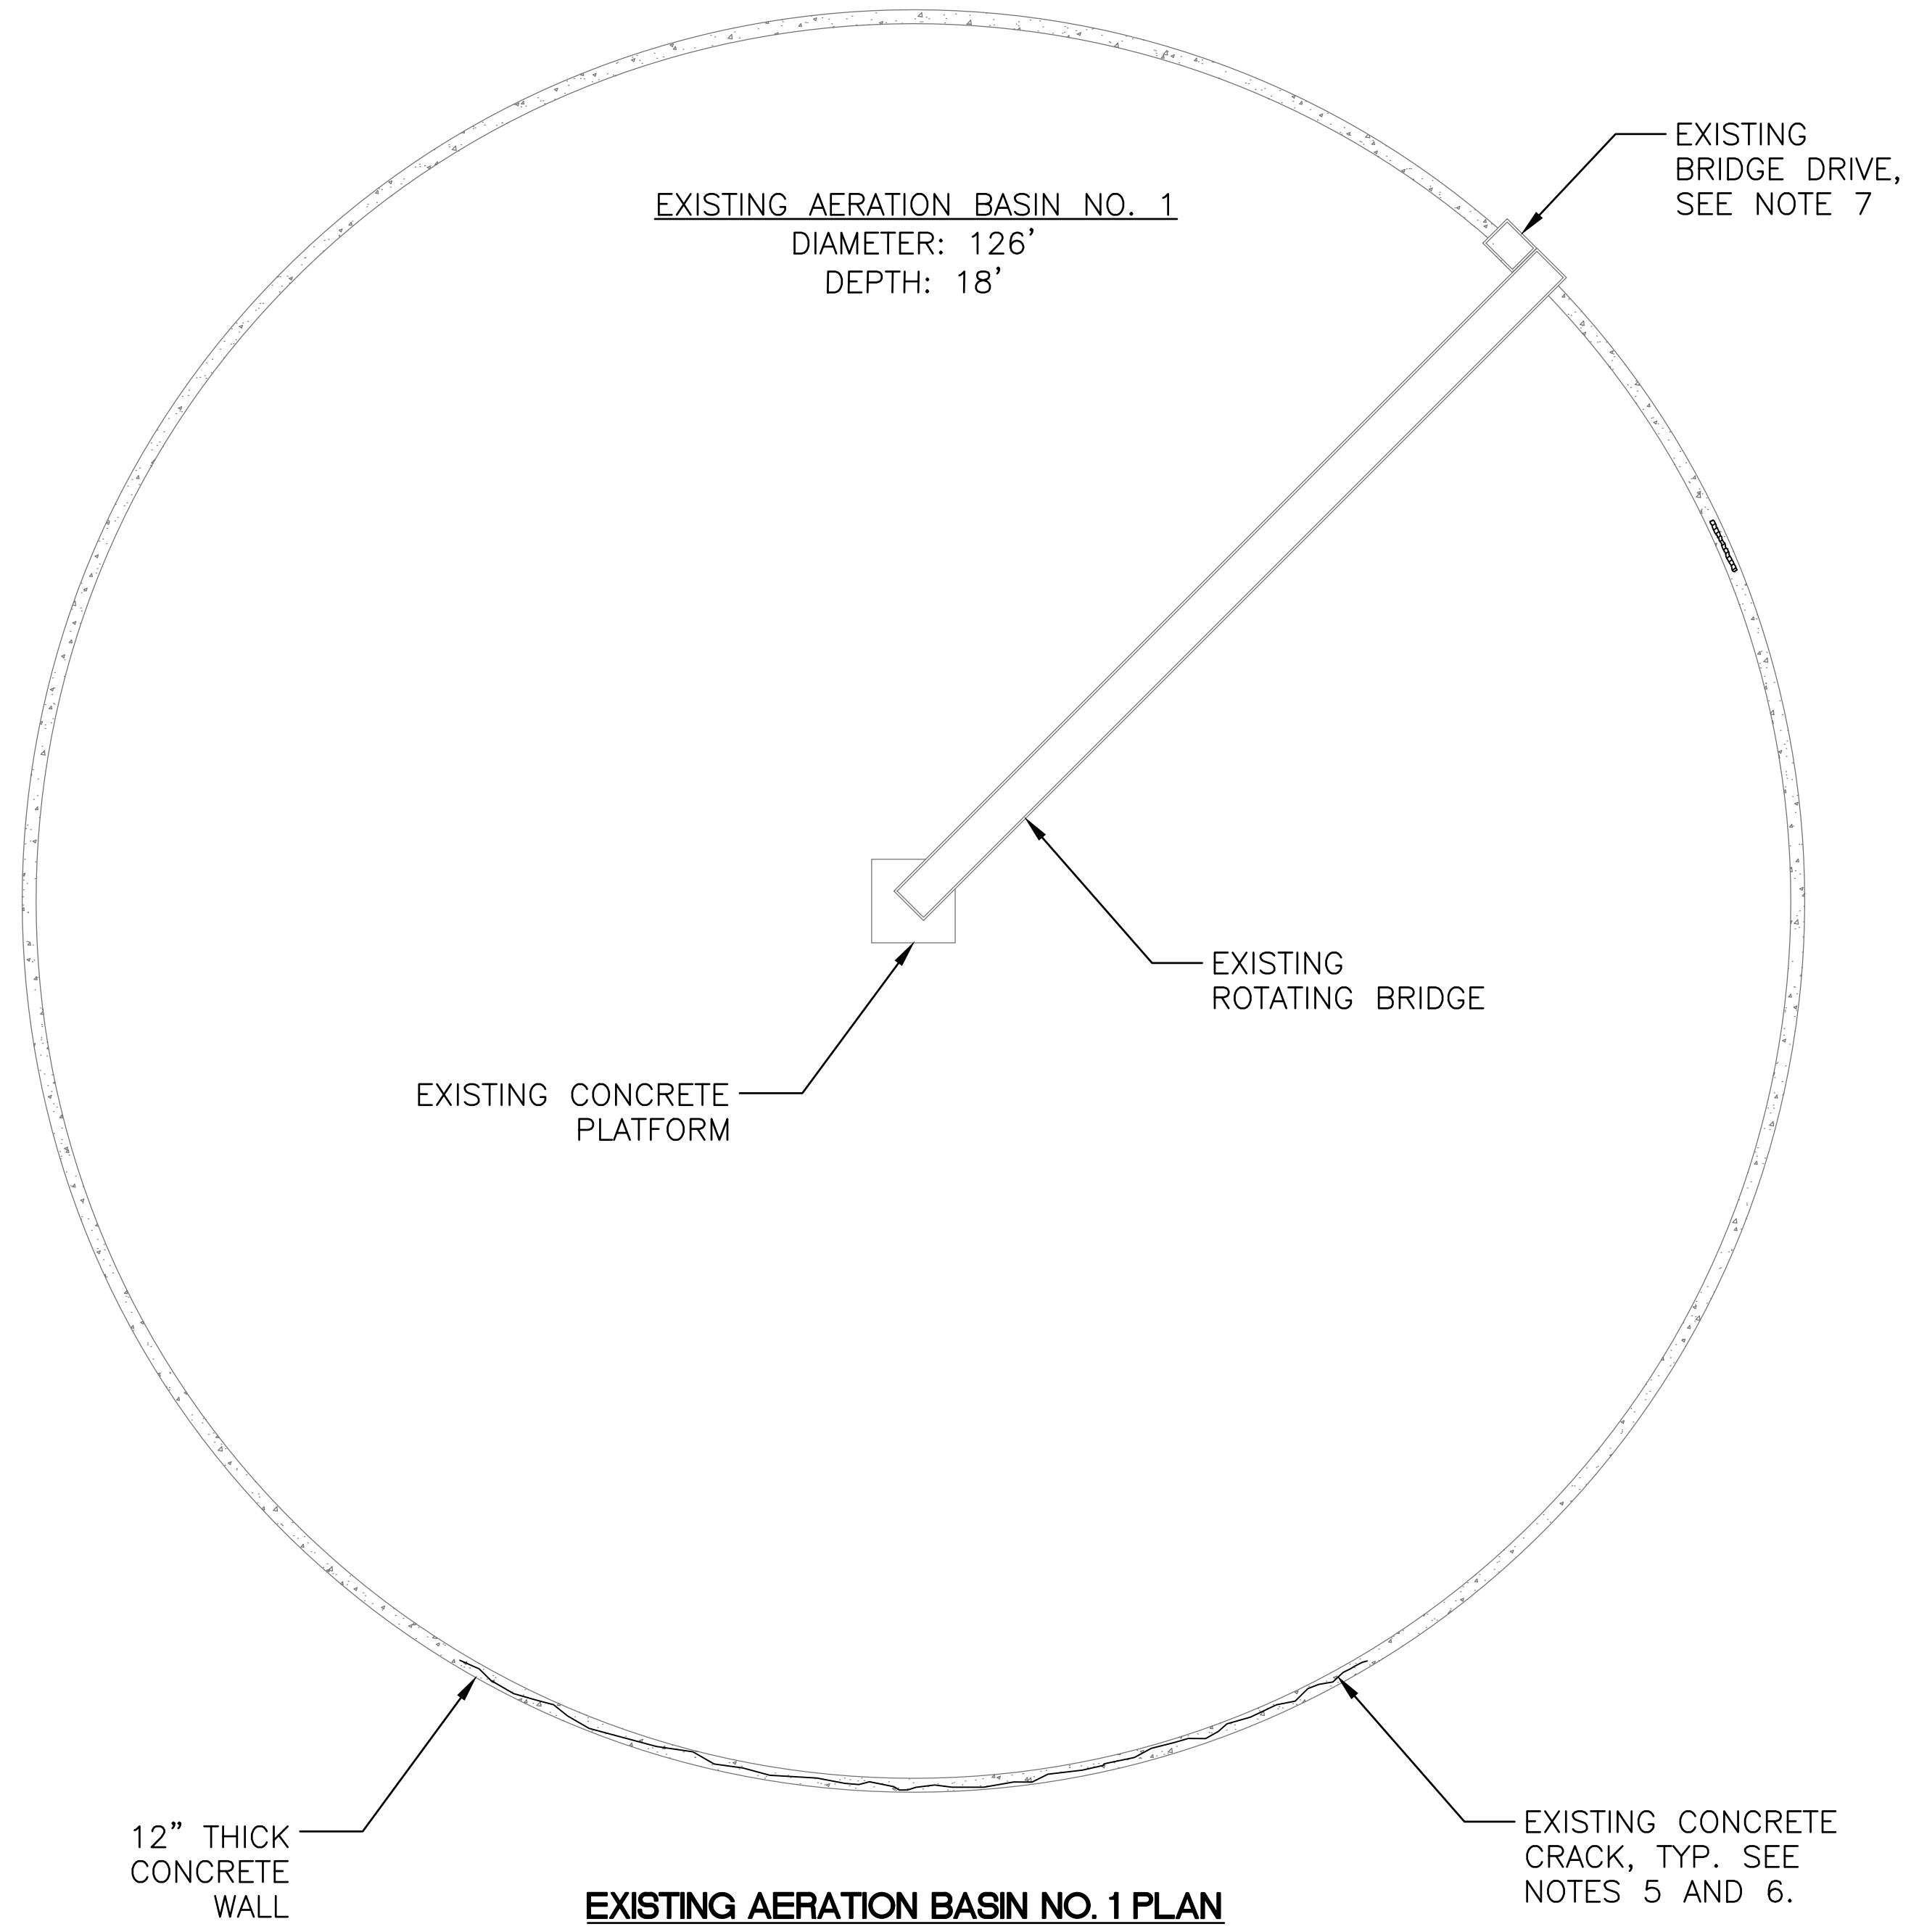 EXISTING
BRIDGE DRIVE,
SEE NOTE 7
EXISTING AERATION BASIN NO. 1
DIAMETER: 126'
DEPTH: 18'
EXISTING
ROTATING BRIDGE
EXISTING CONCRETE
PLATFORM
12" THICK
CONCRETE
WALL
EXISTING CONCRETE
CRACK, TYP. SEE
NOTES 5 AND 6.
EXISTING AERATION BASIN NO. 1 PLAN